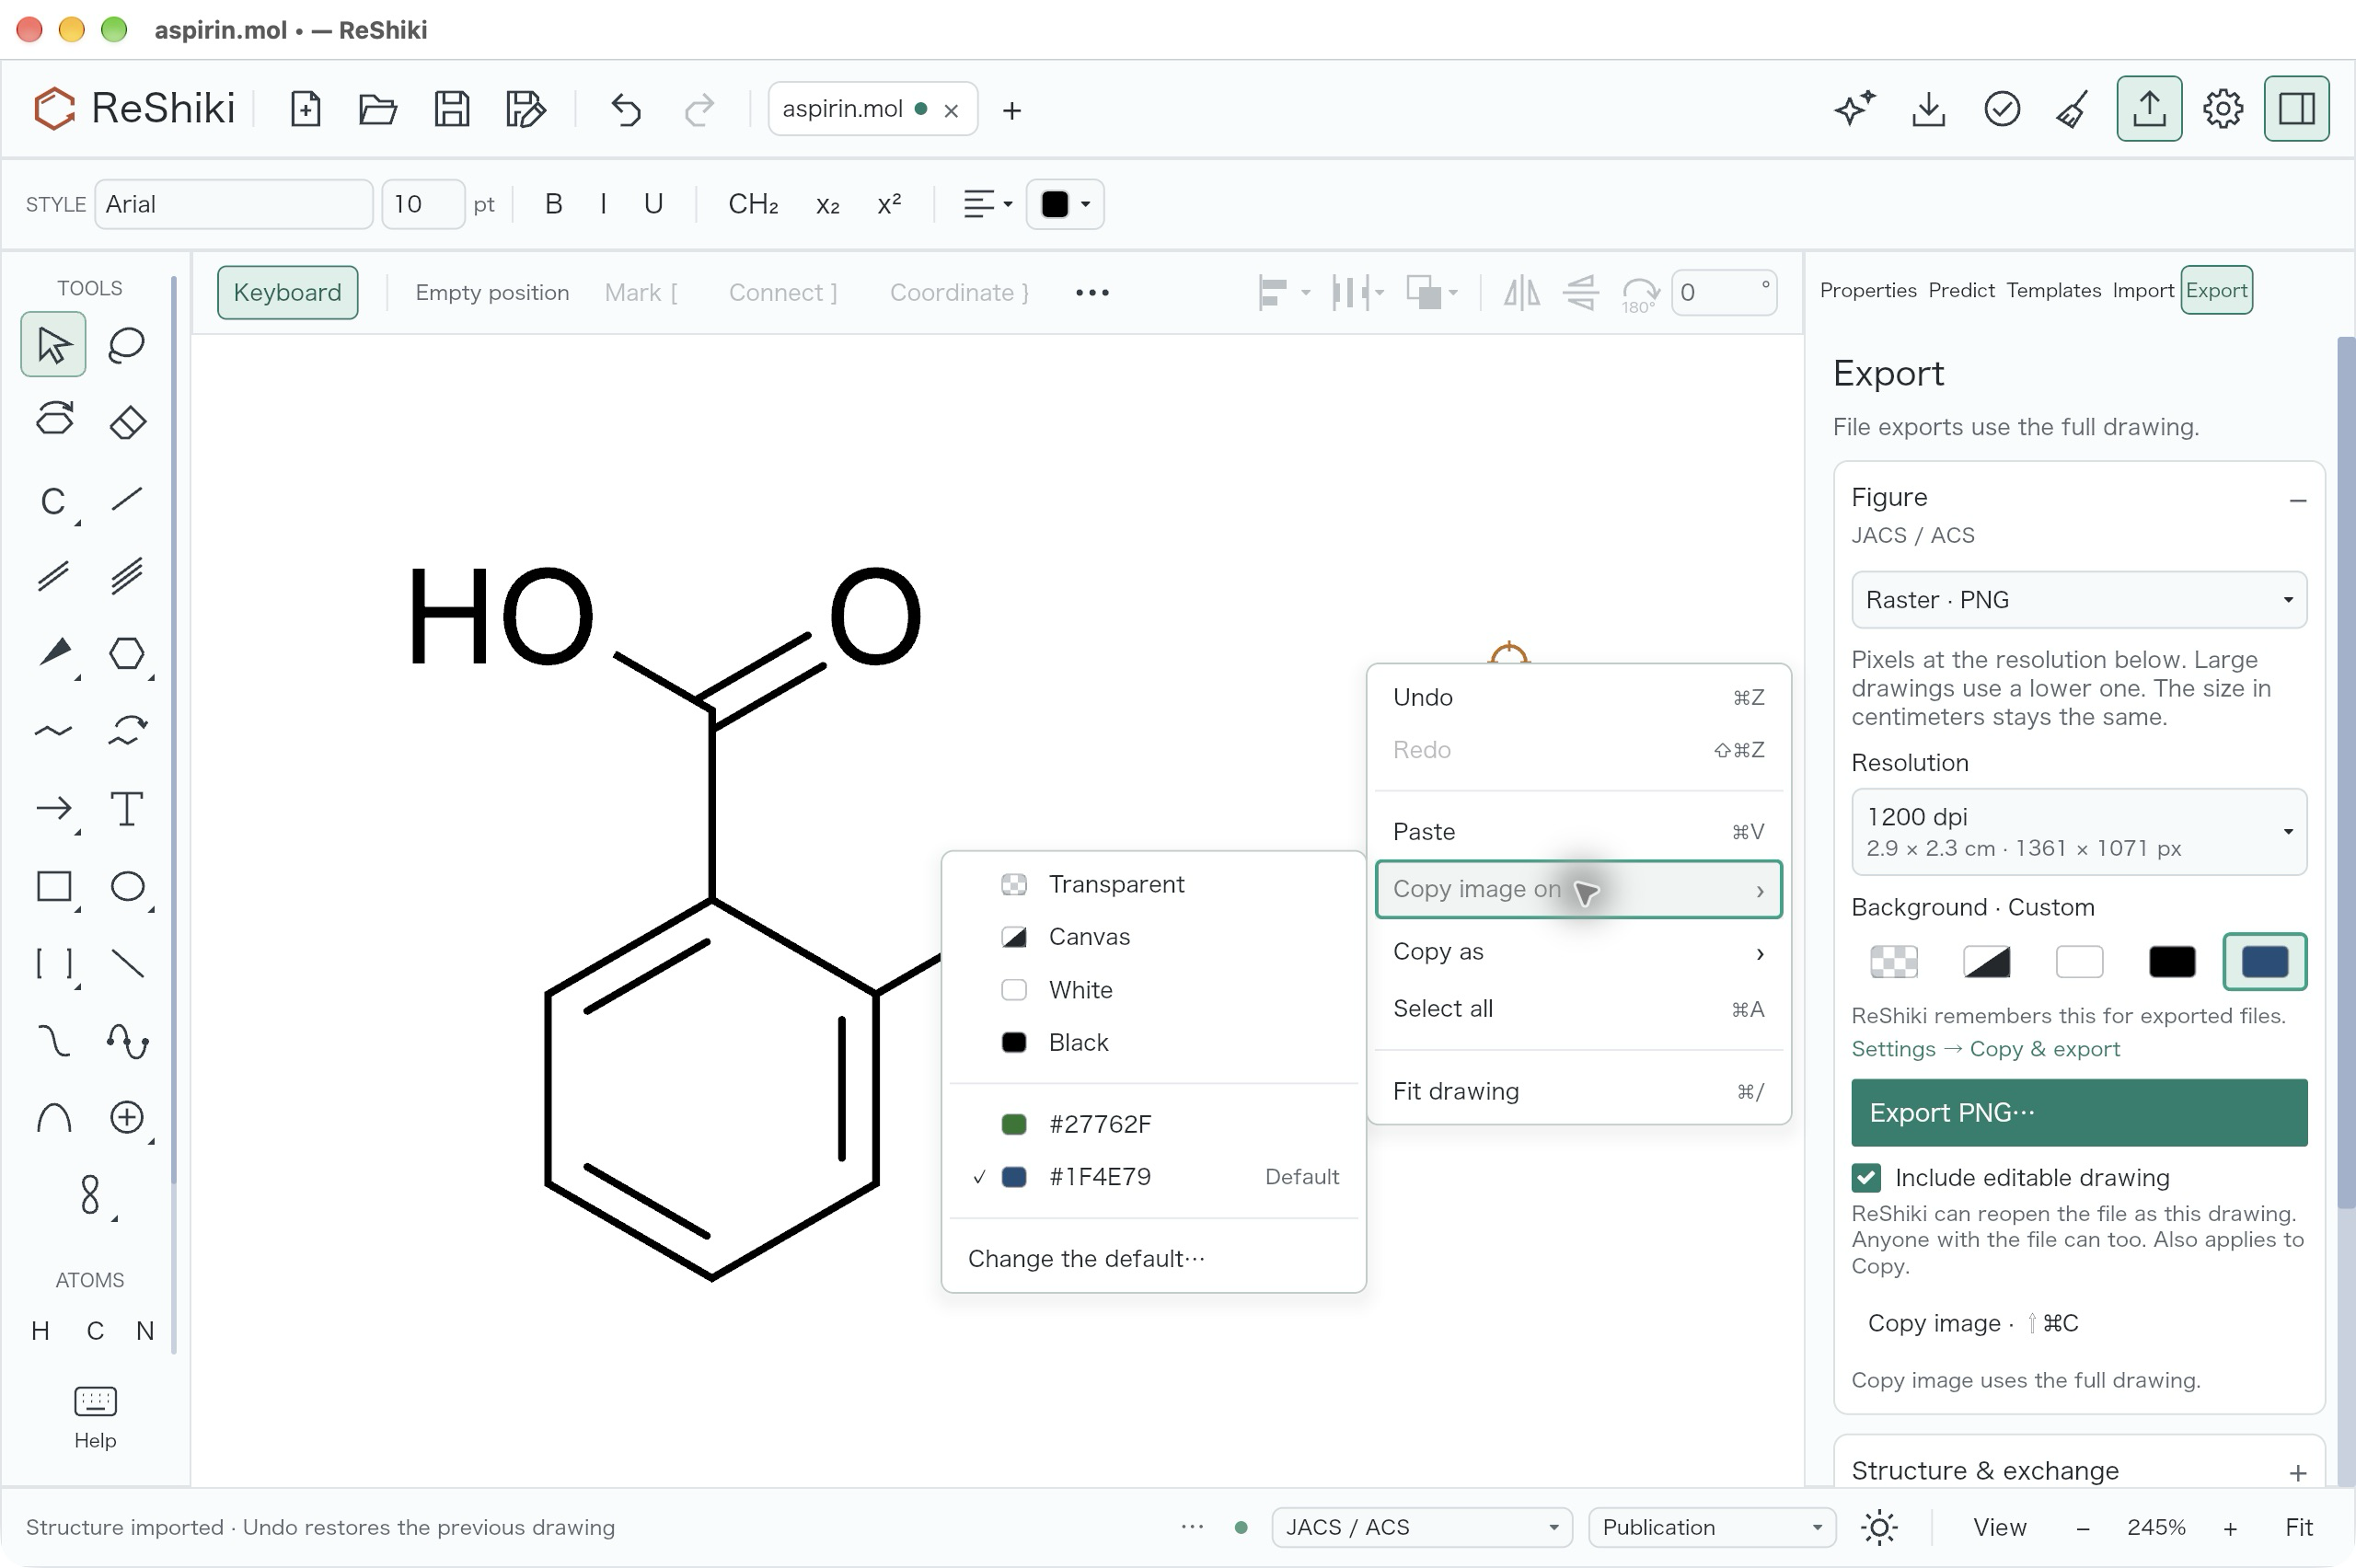 aspirin.mol • — ReShiki
ReShiki
aspirin.mol
STYLE Arial 10 pt B I U CH₂ x₂ x²
TOOLS
C
T
ATOMS
H C N
Help
Keyboard Empty position Mark [ Connect ] Coordinate } •••
180°
0 °
HO O
Undo ⌘Z
Redo ⇧⌘Z
Paste ⌘V
Copy image on ›
Copy as ›
Select all ⌘A
Fit drawing ⌘/
Transparent
Canvas
White
Black
#27762F
✓ #1F4E79 Default
Change the default…
Properties Predict Templates Import Export
Export
File exports use the full drawing.
Figure −
JACS / ACS
Raster · PNG
Pixels at the resolution below. Large
drawings use a lower one. The size in
centimeters stays the same.
Resolution
1200 dpi
2.9 × 2.3 cm · 1361 × 1071 px
Background · Custom
ReShiki remembers this for exported files.
Settings → Copy & export
Export PNG…
Include editable drawing
ReShiki can reopen the file as this drawing.
Anyone with the file can too. Also applies to
Copy.
Copy image · ⇧⌘C
Copy image uses the full drawing.
Structure & exchange +
Structure imported · Undo restores the previous drawing
… JACS / ACS Publication View − 245% + Fit